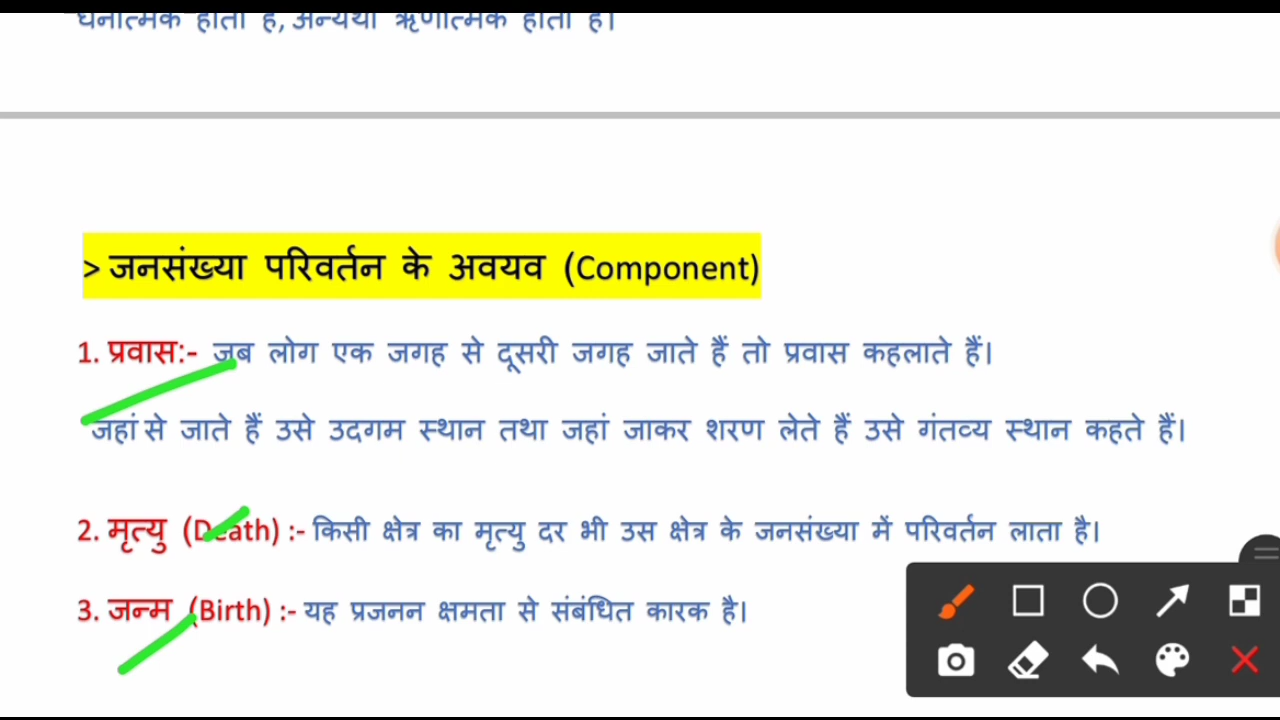 धनात्मक होता है, अन्यथा ऋणात्मक होता है।
> जनसंख्या परिवर्तन के अवयव (Component)
1. प्रवास:- जब लोग एक जगह से दूसरी जगह जाते हैं तो प्रवास कहलाते हैं।
जहां से जाते हैं उसे उदगम स्थान तथा जहां जाकर शरण लेते हैं उसे गंतव्य स्थान कहते हैं।
2. मृत्यु (Death) :- किसी क्षेत्र का मृत्यु दर भी उस क्षेत्र के जनसंख्या में परिवर्तन लाता है।
3. जन्म (Birth) :- यह प्रजनन क्षमता से संबंधित कारक है।